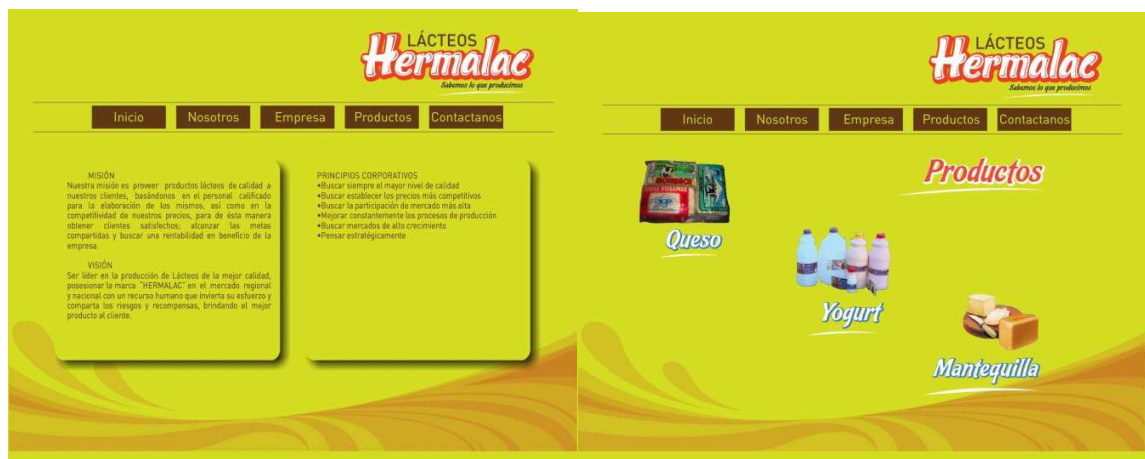 LÁCTEOS
Hermalac
Sabemos lo que producimos
Inicio Nosotros Empresa Productos Contactanos
MISIÓN
Nuestra misión es proveer productos lácteos de calidad a
nuestros clientes, basándonos en el personal calificado
para la elaboración de los mismos, así como en la
competitividad de nuestros precios, para de ésta manera
obtener clientes satisfechos; alcanzar las metas
compartidas y buscar una rentabilidad en beneficio de la
empresa.
VISIÓN
Ser líder en la producción de Lácteos de la mejor calidad,
posesionar la marca "HERMALAC" en el mercado regional
y nacional con un recurso humano que invierta su esfuerzo y
comparta los riesgos y recompensas, brindando el mejor
producto al cliente.
PRINCIPIOS CORPORATIVOS
•Buscar siempre el mayor nivel de calidad
•Buscar establecer los precios más competitivos
•Buscar la participación de mercado más alta
•Mejorar constantemente los procesos de producción
•Buscar mercados de alto crecimiento
•Pensar estratégicamente
LÁCTEOS
Hermalac
Sabemos lo que producimos
Inicio Nosotros Empresa Productos Contactanos
Productos
Queso
Yogurt
Mantequilla